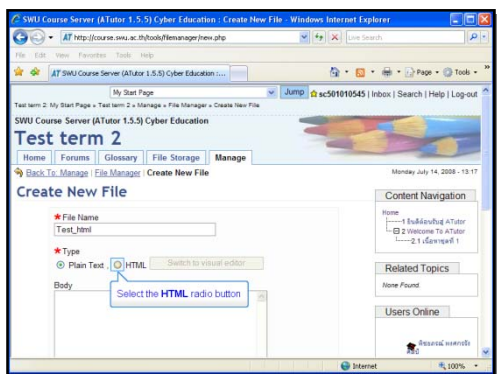 SWU Course Server (ATutor 1.5.5) Cyber Education : Create New File - Windows Internet Explorer
http://course.swu.ac.th/tools/filemanager/new.php
Live Search
File Edit View Favorites Tools Help
SWU Course Server (ATutor 1.5.5) Cyber Education :...
Page Tools
My Start Page Jump sc501010545 | Inbox | Search | Help | Log-out
Test term 2: My Start Page » Test term 2 » Manage » File Manager » Create New File
SWU Course Server (ATutor 1.5.5) Cyber Education
Test term 2
Home Forums Glossary File Storage Manage
Back To: Manage | File Manager | Create New File
Monday July 14, 2008 - 13:17
Create New File
*File Name
Test_html
*Type
Plain Text , HTML Switch to visual editor
Body
Select the HTML radio button
Content Navigation
Home
2 Welcome To ATutor
Related Topics
None Found.
Users Online
Internet 100%